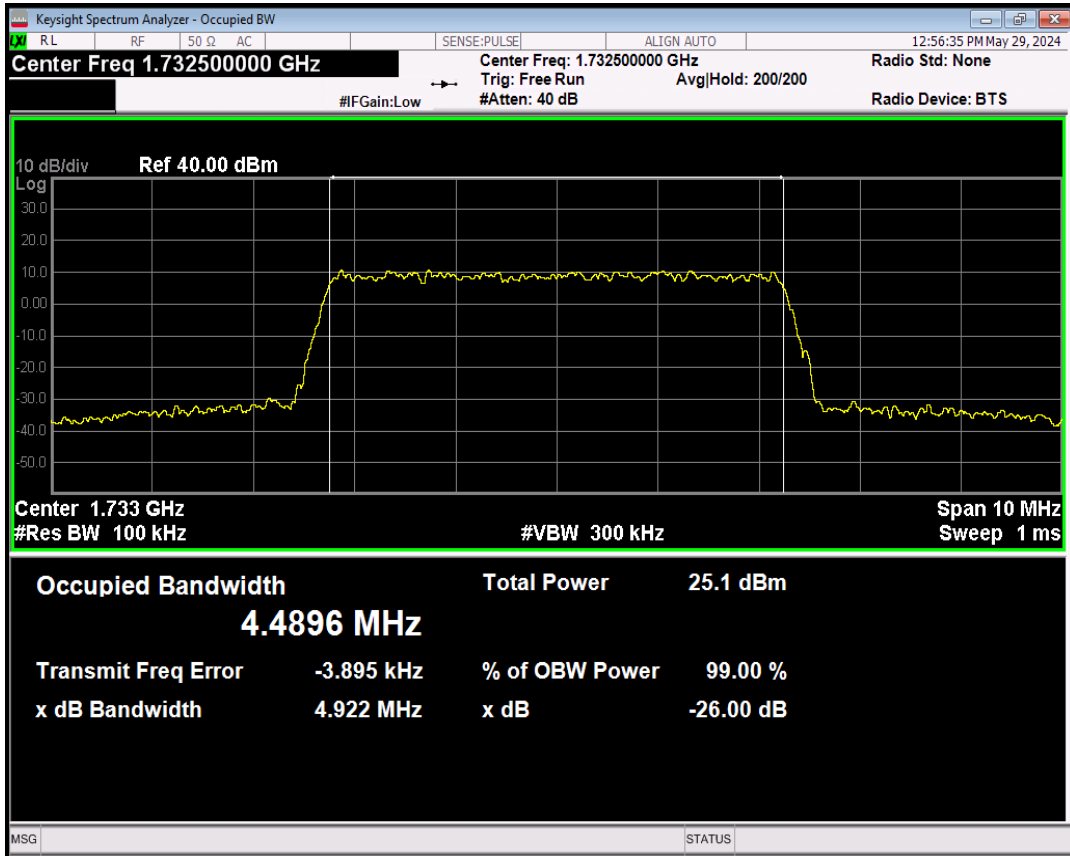 Keysight Spectrum Analyzer - Occupied BW
LXI RL RF 50 Ω AC SENSE:PULSE ALIGN AUTO 12:56:35 PM May 29, 2024
Center Freq 1.732500000 GHz
Center Freq: 1.732500000 GHz
Radio Std: None
Trig: Free Run Avg|Hold: 200/200
#IFGain:Low #Atten: 40 dB Radio Device: BTS
10 dB/div Ref 40.00 dBm
Log
30.0
20.0
10.0
0.00
-10.0
-20.0
-30.0
-40.0
-50.0
Center 1.733 GHz Span 10 MHz
#Res BW 100 kHz #VBW 300 kHz Sweep 1 ms
Occupied Bandwidth Total Power 25.1 dBm
4.4896 MHz
Transmit Freq Error -3.895 kHz % of OBW Power 99.00 %
x dB Bandwidth 4.922 MHz x dB -26.00 dB
MSG STATUS